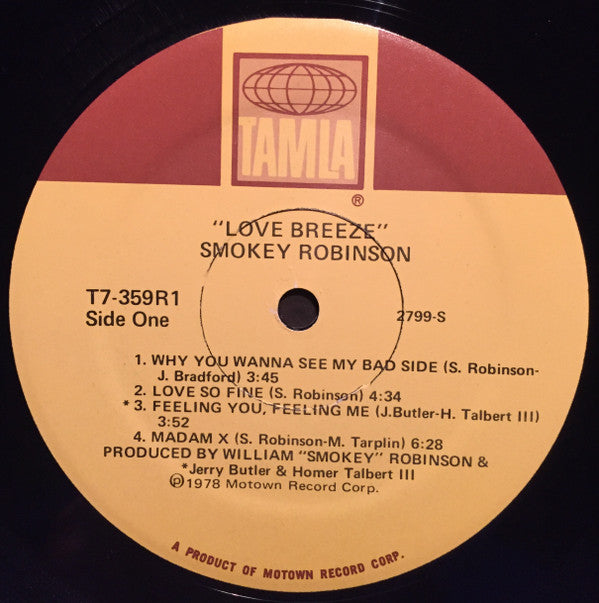 TAMLA
®
"LOVE BREEZE"
SMOKEY ROBINSON
T7-359R1
Side One
2799-S
1. WHY YOU WANNA SEE MY BAD SIDE (S. Robinson-
J. Bradford) 3:45
2. LOVE SO FINE (S. Robinson) 4:34
*3. FEELING YOU, FEELING ME (J.Butler-H. Talbert III)
3:52
4. MADAM X (S. Robinson-M. Tarplin) 6:28
PRODUCED BY WILLIAM "SMOKEY" ROBINSON &
*Jerry Butler & Homer Talbert III
℗1978 Motown Record Corp.
A PRODUCT OF MOTOWN RECORD CORP.